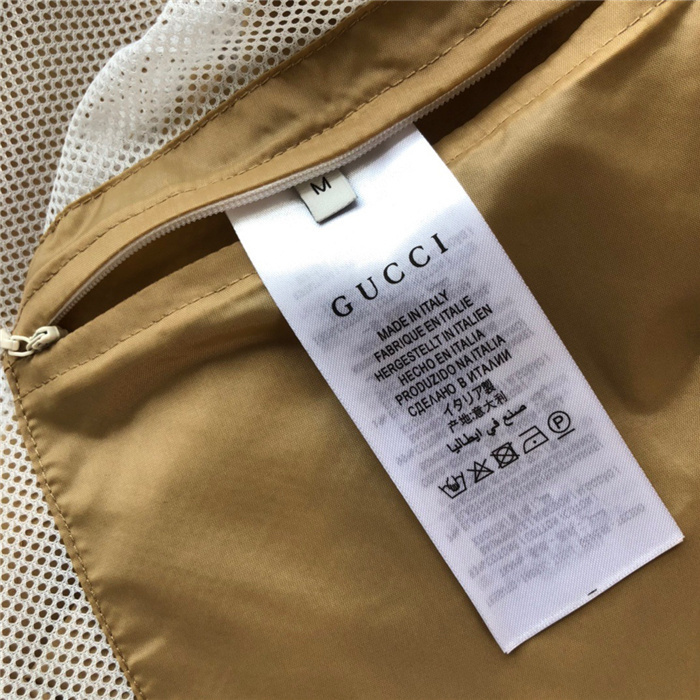 M
GUCCI
MADE IN ITALY
FABRIQUE EN ITALIE
HERGESTELLT IN ITALIEN
HECHO EN ITALIA
PRODUZIDO NA ITALIA
СДЕЛАНО В ИТАЛИИ
イタリア製
产地:意大利
صنع في ايطاليا
P